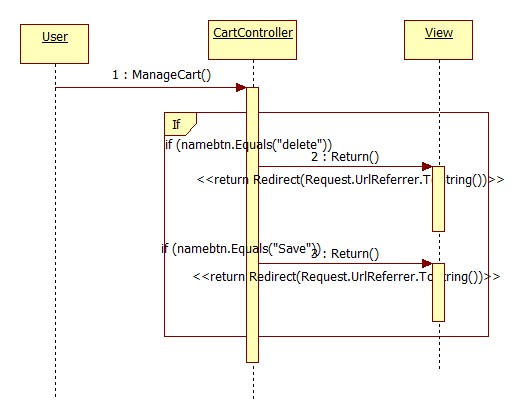 User
CartController
View
1 : ManageCart()
If
if (namebtn.Equals("delete"))
2 : Return()
<<return Redirect(Request.UrlReferrer.ToString())>>
if (namebtn.Equals("Save"))
3 : Return()
<<return Redirect(Request.UrlReferrer.ToString())>>